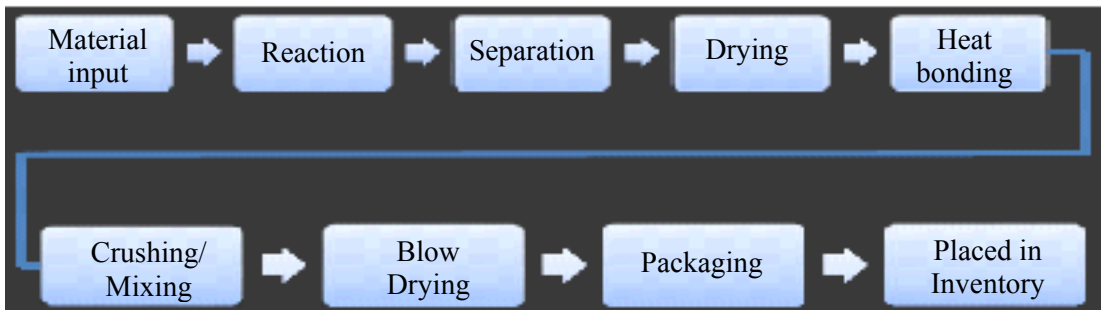 Material
input
Reaction
Separation
Drying
Heat
bonding
Crushing/
Mixing
Blow
Drying
Packaging
Placed in
Inventory